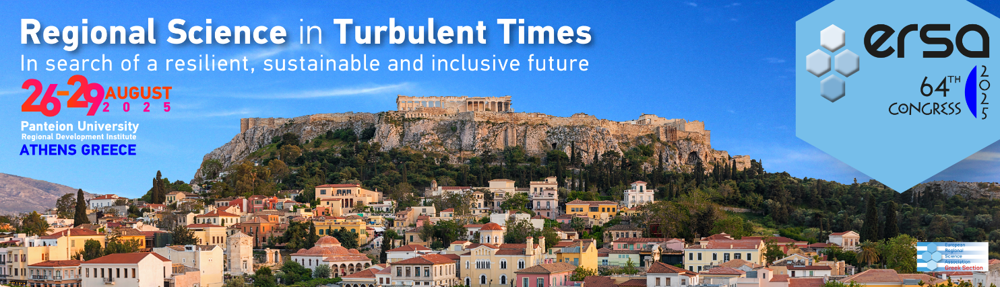 Regional Science in Turbulent Times
In search of a resilient, sustainable and inclusive future
26-29 AUGUST
2025
Panteion University
Regional Development Institute
ATHENS GREECE
ersa
64TH
CONGRESS
2025
European
Regional
Science
Association
Greek Section